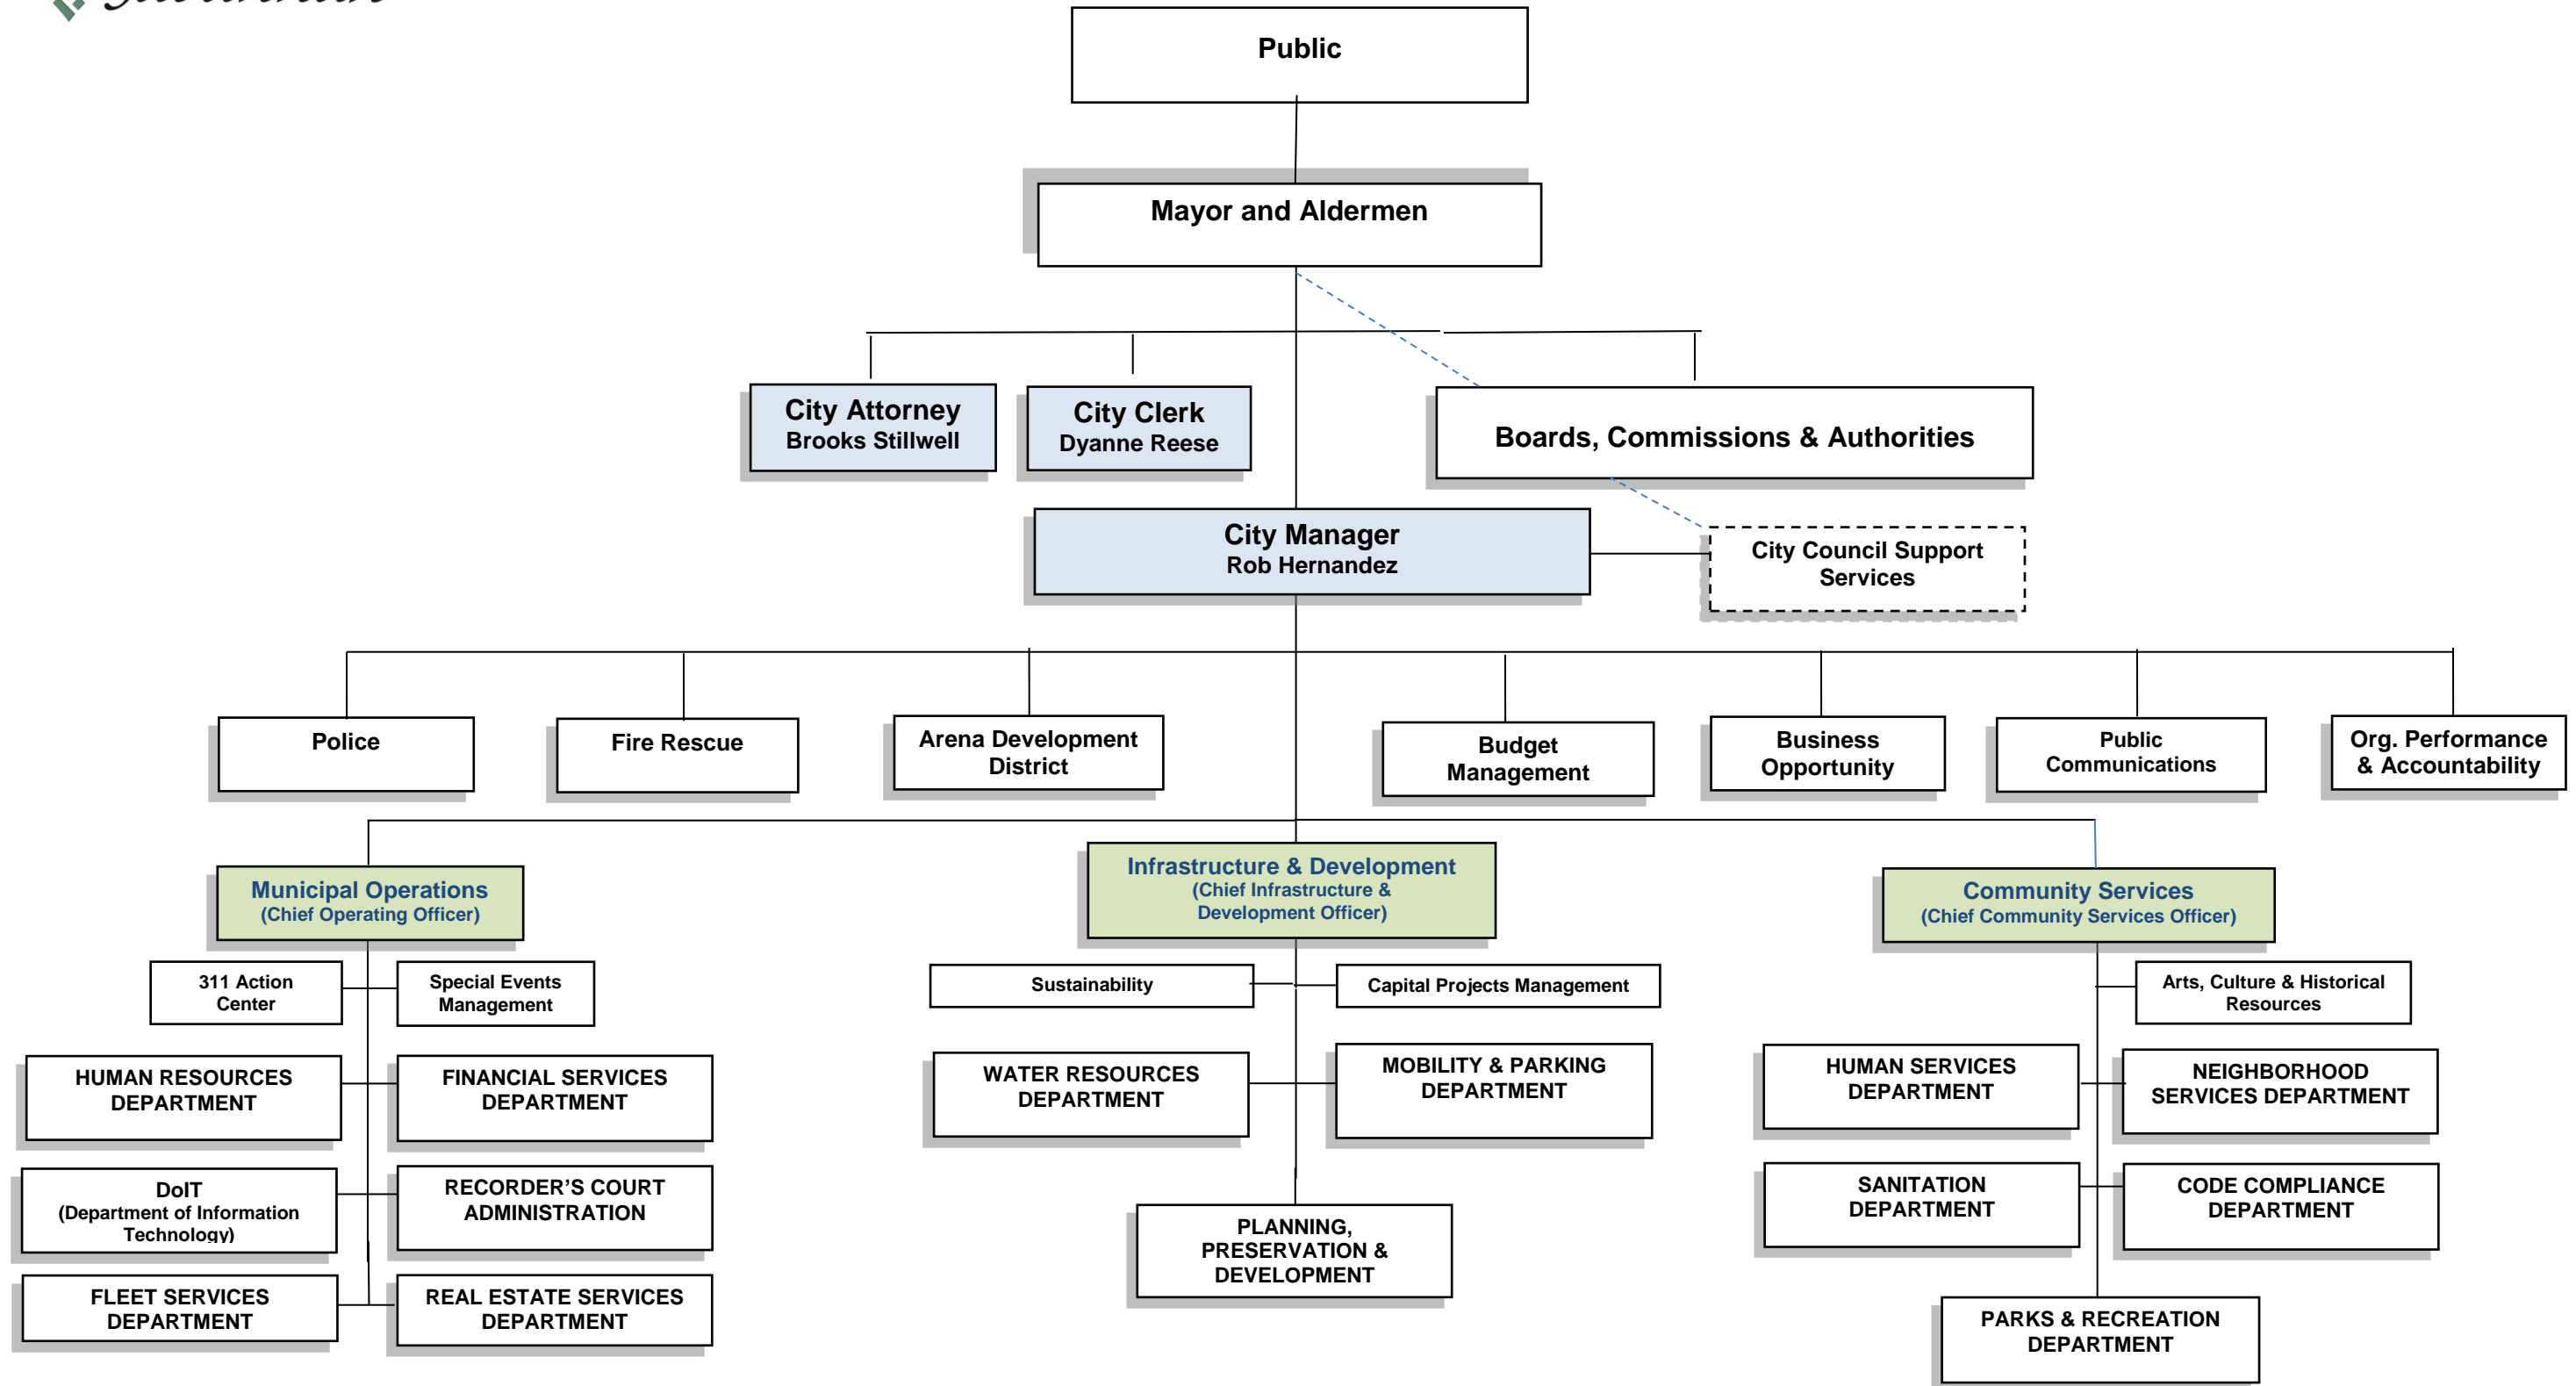 Public
Mayor and Aldermen
City Attorney
Brooks Stillwell
City Clerk
Dyanne Reese
Boards, Commissions & Authorities
City Manager
Rob Hernandez
City Council Support
Services
Police
Fire Rescue
Arena Development
District
Budget
Management
Business
Opportunity
Public
Communications
Org. Performance
& Accountability
Municipal Operations
(Chief Operating Officer)
Infrastructure & Development
(Chief Infrastructure &
Development Officer)
Community Services
(Chief Community Services Officer)
311 Action
Center
Special Events
Management
Sustainability
Capital Projects Management
Arts, Culture & Historical
Resources
HUMAN RESOURCES
DEPARTMENT
FINANCIAL SERVICES
DEPARTMENT
WATER RESOURCES
DEPARTMENT
MOBILITY & PARKING
DEPARTMENT
HUMAN SERVICES
DEPARTMENT
NEIGHBORHOOD
SERVICES DEPARTMENT
DoIT
(Department of Information
Technology)
RECORDER'S COURT
ADMINISTRATION
PLANNING,
PRESERVATION &
DEVELOPMENT
SANITATION
DEPARTMENT
CODE COMPLIANCE
DEPARTMENT
FLEET SERVICES
DEPARTMENT
REAL ESTATE SERVICES
DEPARTMENT
PARKS & RECREATION
DEPARTMENT